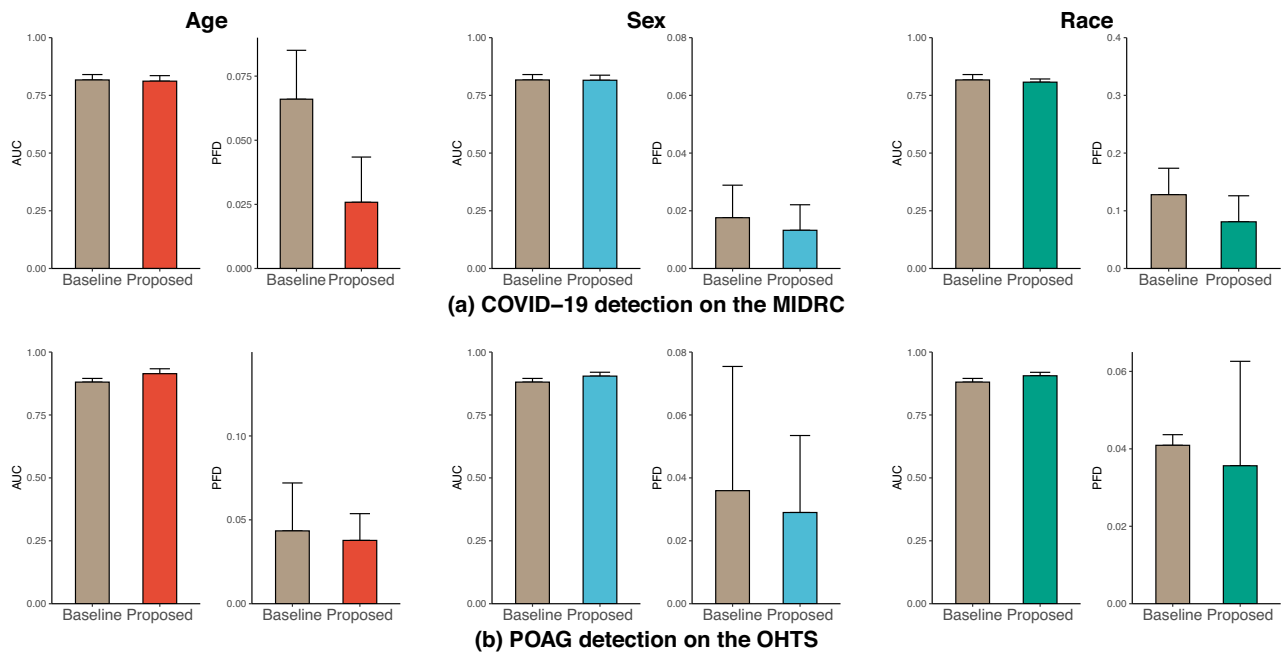 Age
Sex
Race
1.00
0.75
0.50
0.25
0.00
AUC
Baseline Proposed
0.075
0.050
0.025
0.000
PFD
Baseline Proposed
1.00
0.75
0.50
0.25
0.00
AUC
Baseline Proposed
0.08
0.06
0.04
0.02
0.00
PFD
Baseline Proposed
1.00
0.75
0.50
0.25
0.00
AUC
Baseline Proposed
0.4
0.3
0.2
0.1
0.0
PFD
Baseline Proposed
(a) COVID−19 detection on the MIDRC
1.00
0.75
0.50
0.25
0.00
AUC
Baseline Proposed
0.10
0.05
0.00
PFD
Baseline Proposed
1.00
0.75
0.50
0.25
0.00
AUC
Baseline Proposed
0.08
0.06
0.04
0.02
0.00
PFD
Baseline Proposed
1.00
0.75
0.50
0.25
0.00
AUC
Baseline Proposed
0.06
0.04
0.02
0.00
PFD
Baseline Proposed
(b) POAG detection on the OHTS